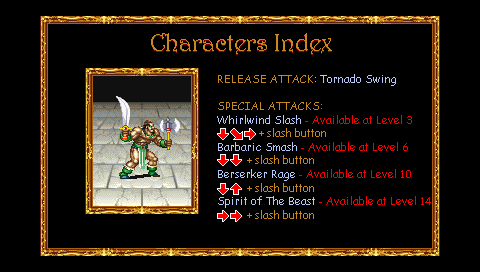 Characters Index
RELEASE ATTACK: Tornado Swing
SPECIAL ATTACKS:
Whirlwind Slash - Available at Level 3
+ slash button
Barbaric Smash - Available at Level 6
+ slash button
Berserker Rage - Available at Level 10
+ slash button
Spirit of The Beast - Available at Level 14
+ slash button